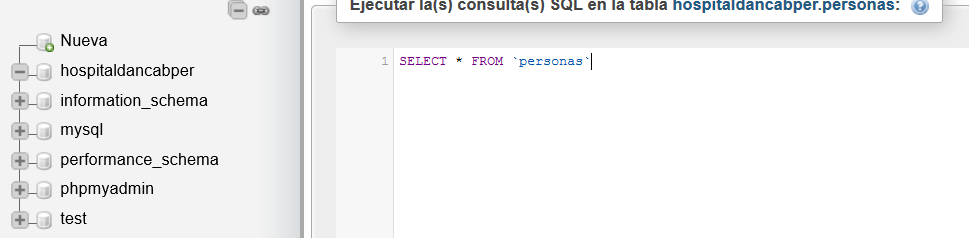 Ejecutar la(s) consulta(s) SQL en la tabla hospitaldancabper.personas:
Nueva
hospitaldancabper
information_schema
mysql
performance_schema
phpmyadmin
test
1 SELECT * FROM `personas`